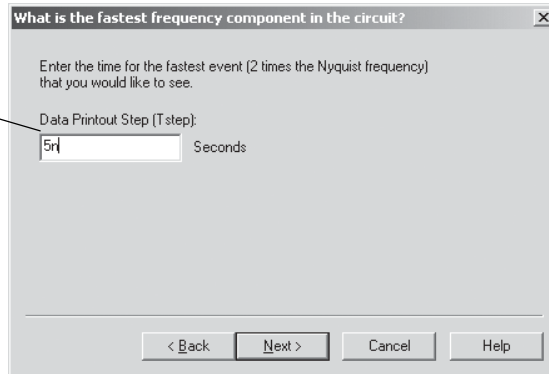 What is the fastest frequency component in the circuit?
Enter the time for the fastest event (2 times the Nyquist frequency)
that you would like to see.
Data Printout Step (Tstep):
5n Seconds
< Back Next > Cancel Help